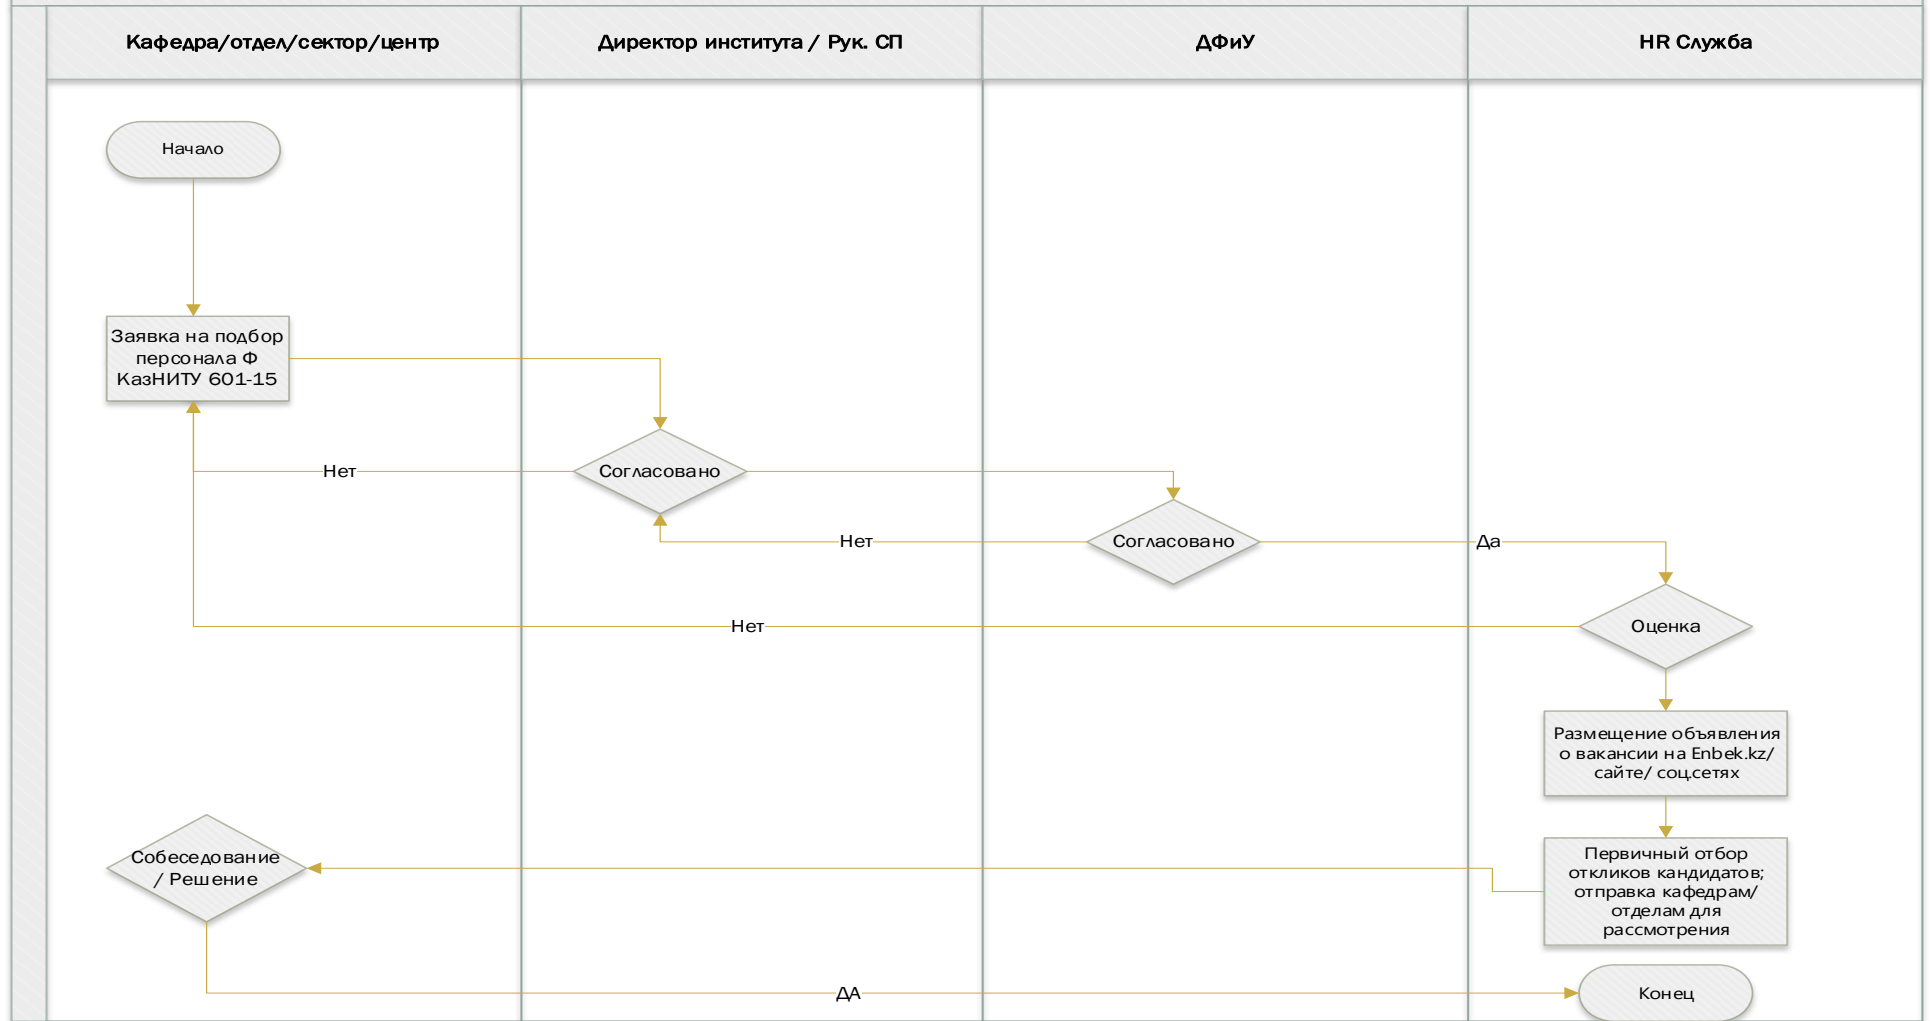 Кафедра/отдел/сектор/центр
Директор института / Рук. СП
ДФиУ
HR Служба
Начало
Заявка на подбор
персонала Ф
КазНИТУ 601-15
Согласовано
Нет
Согласовано
Нет
Да
Оценка
Нет
Размещение объявления
о вакансии на Enbek.kz/
сайте/ соц.сетях
Первичный отбор
откликов кандидатов;
отправка кафедрам/
отделам для
рассмотрения
Собеседование
/ Решение
ДА
Конец